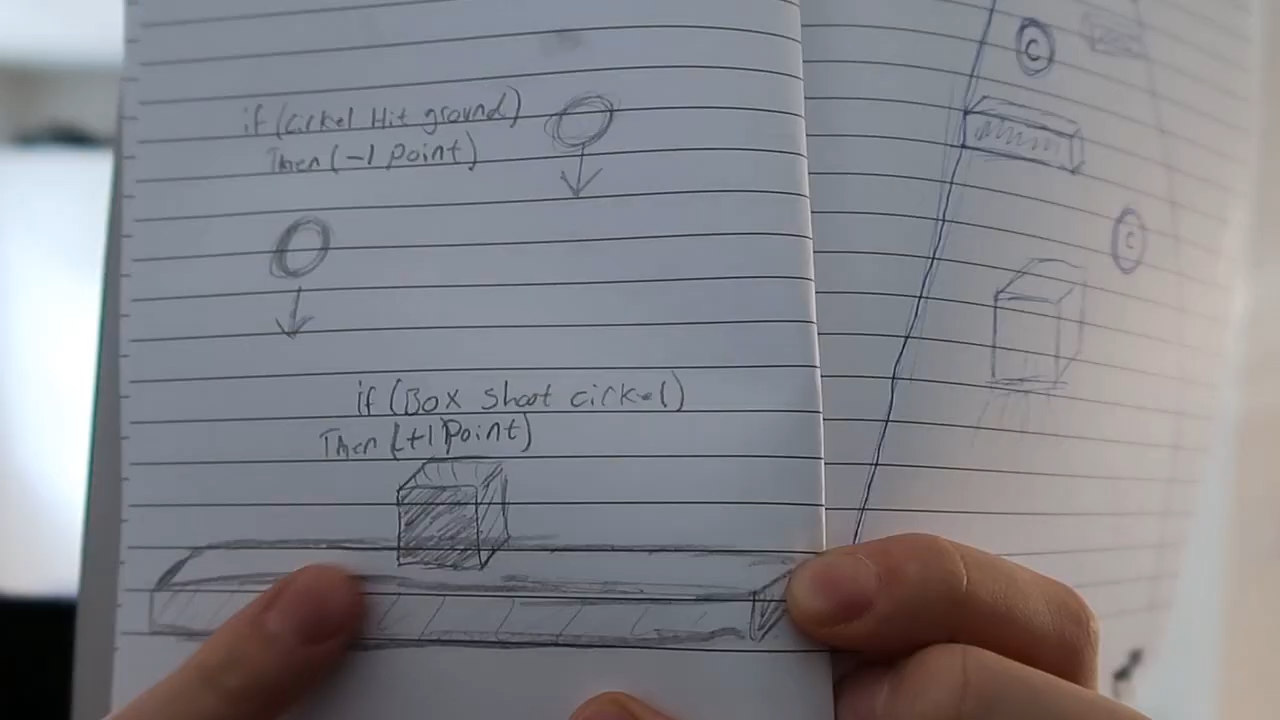 if (Cirkel Hit ground)
Then (-1 Point)
if (Box shoot cirkel)
Then (+1 Point)
C
C